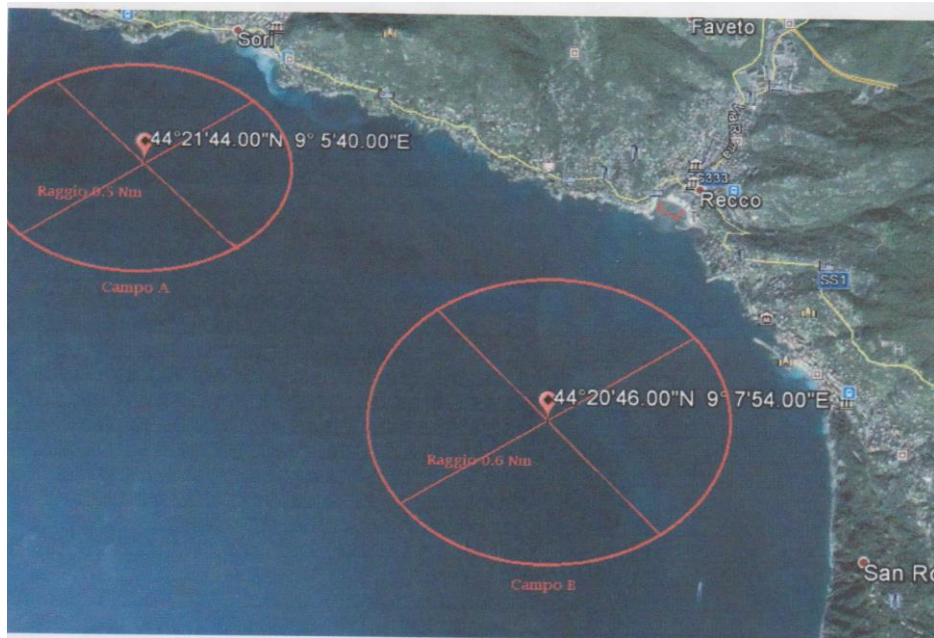 Faveto
Sori
44°21'44.00"N 9° 5'40.00"E
Raggio 0.5 Nm
S333
Recco
Campo A
SS1
44°20'46.00"N 9° 7'54.00"E
Raggio 0.6 Nm
Campo B
San Ro